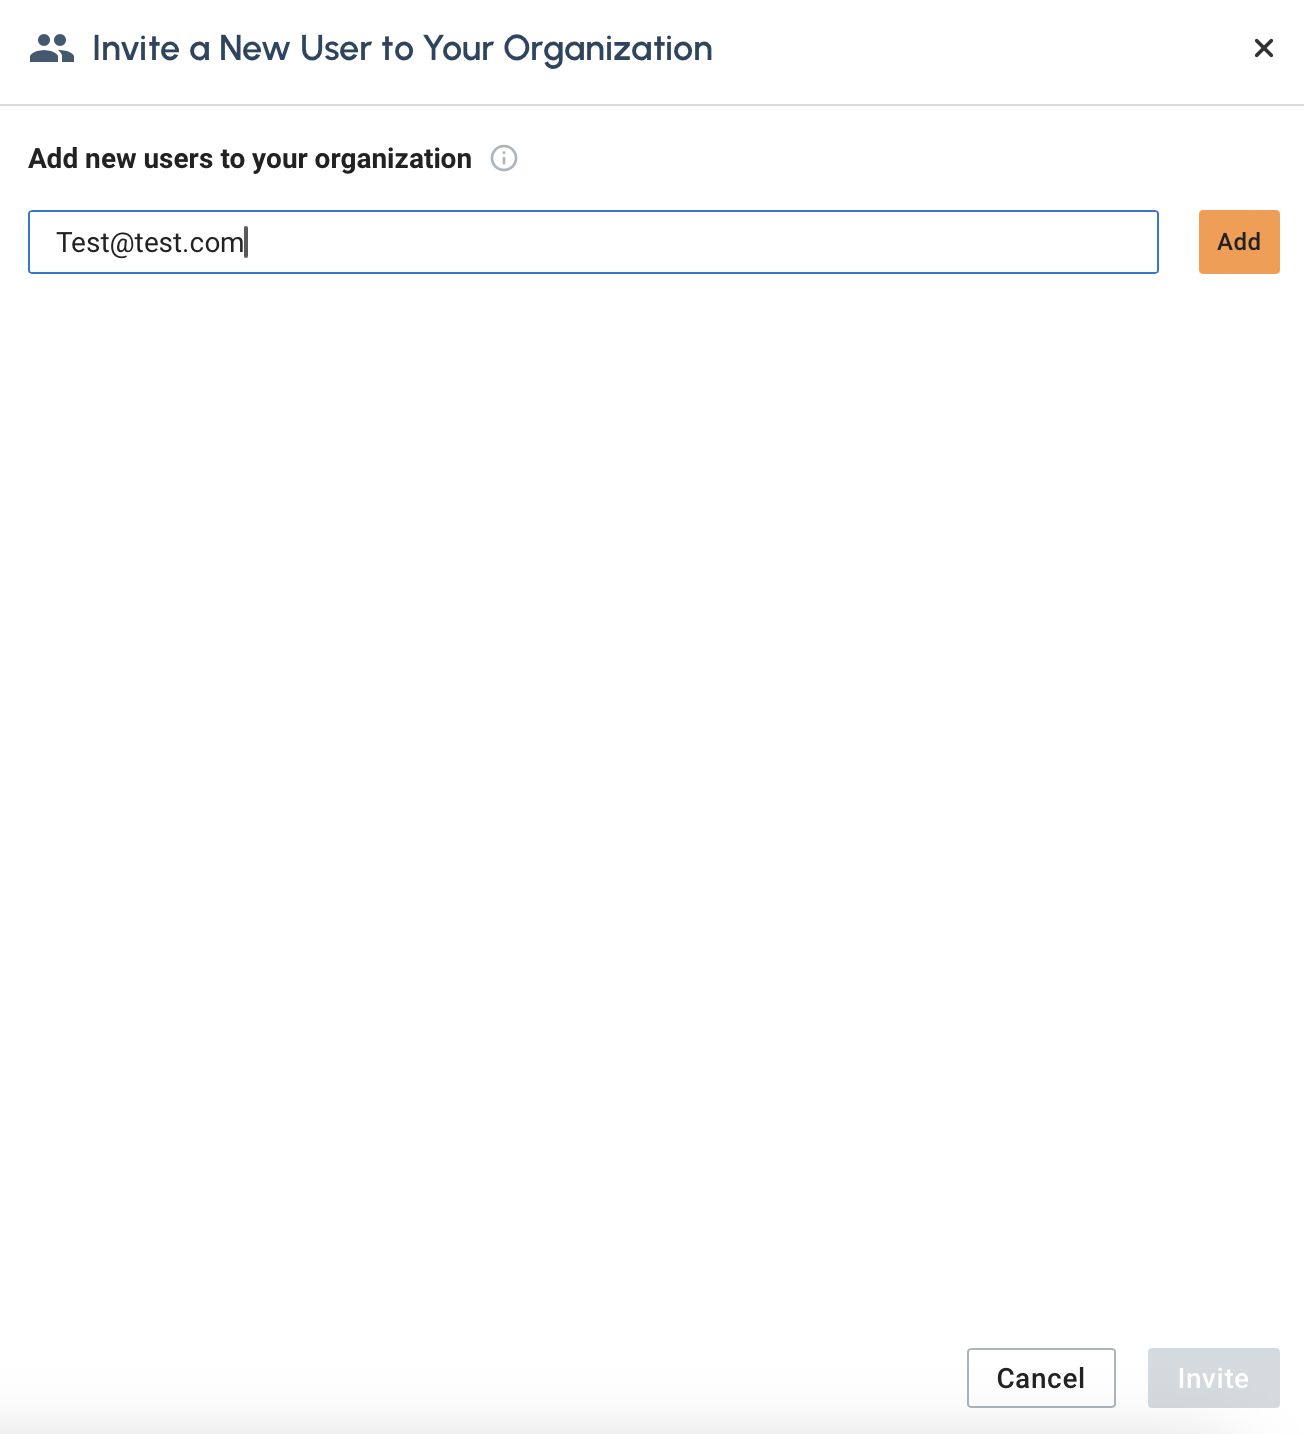 Invite a New User to Your Organization
Add new users to your organization
Test@test.com
Add
Cancel
Invite